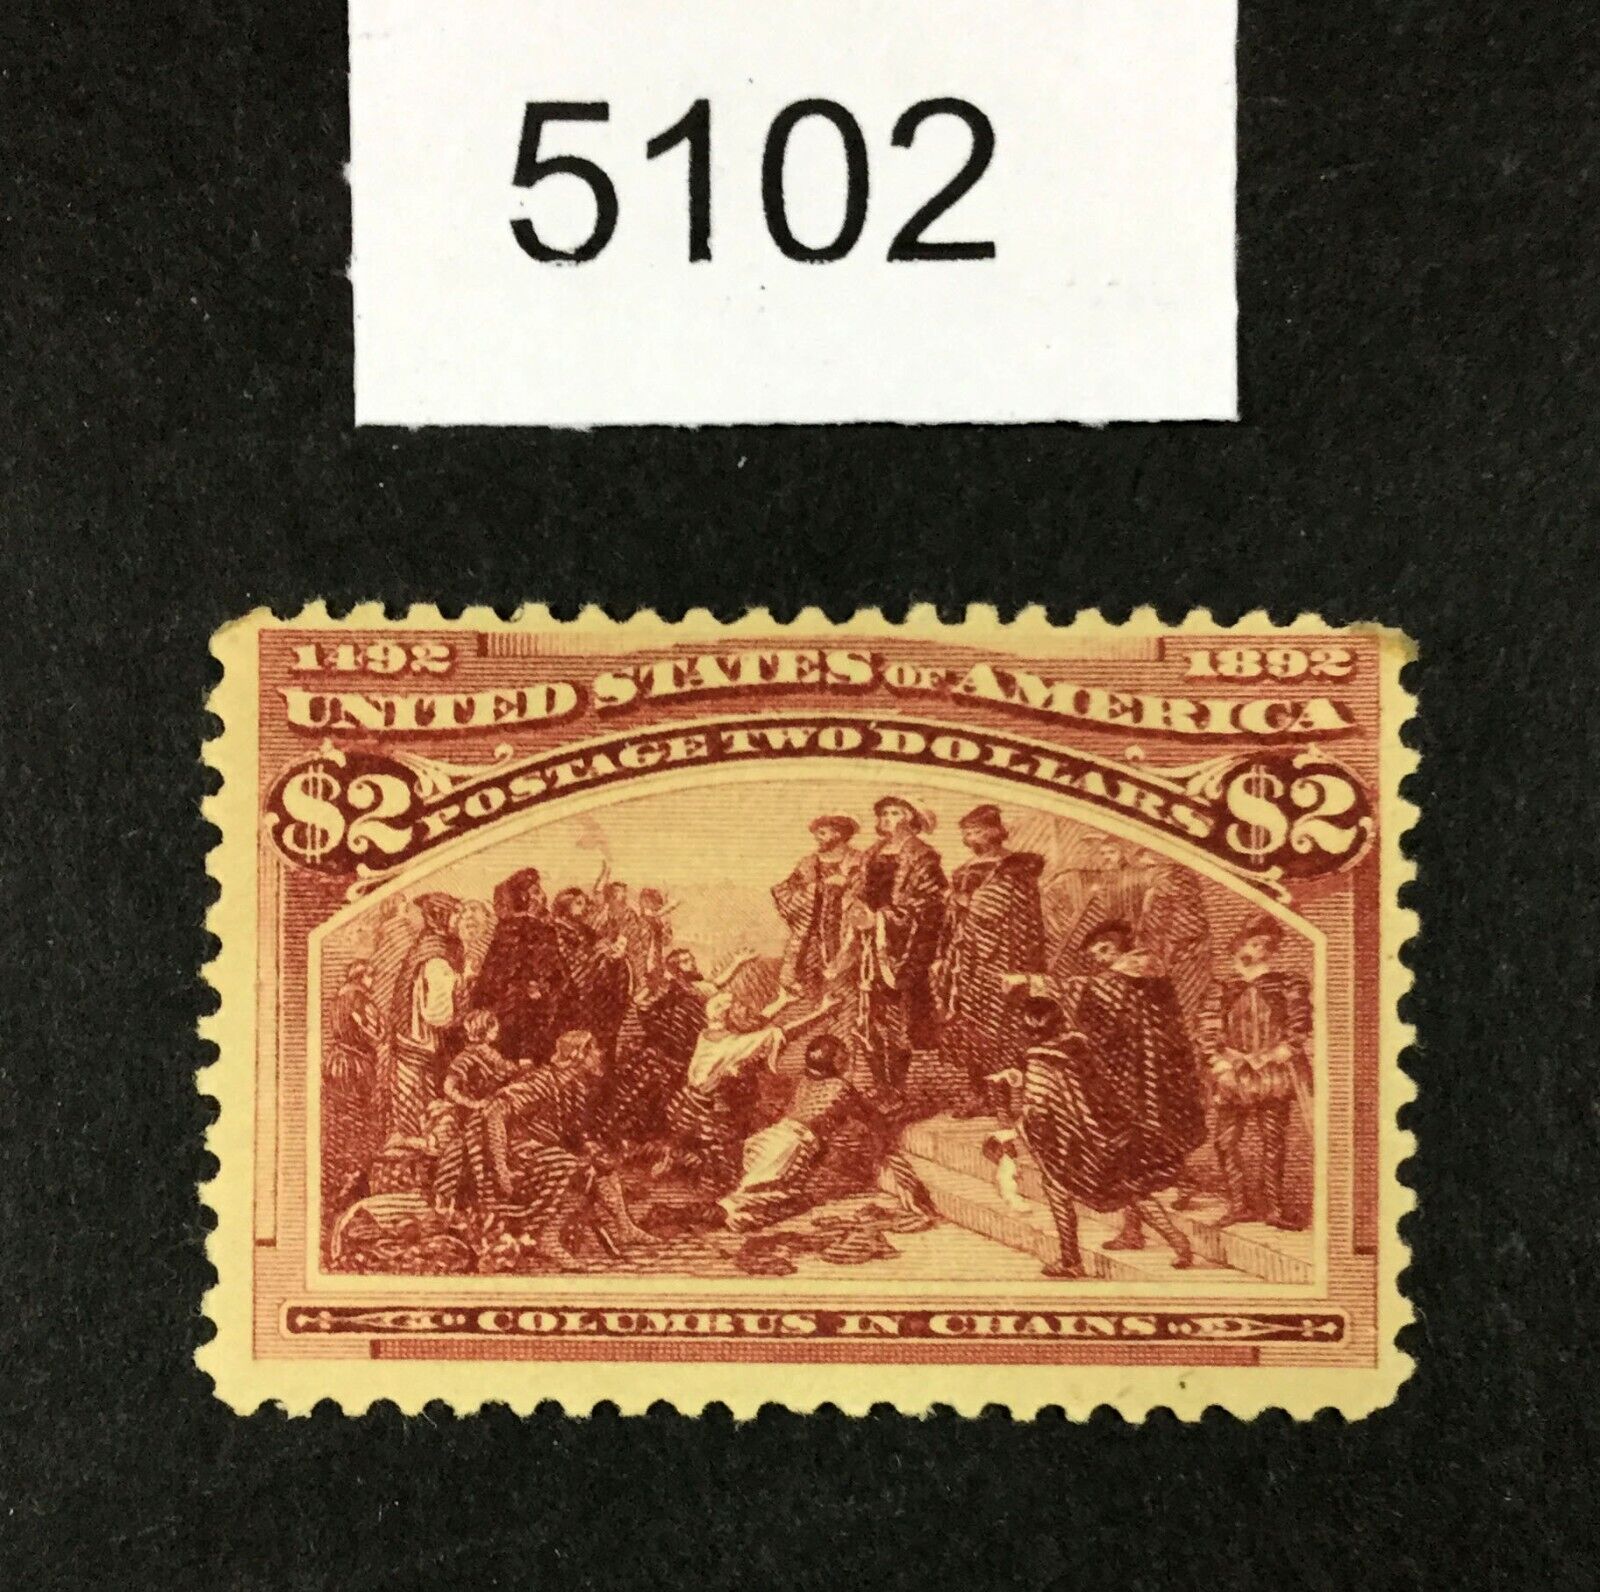 5102
1492 1892
UNITED STATES OF AMERICA
POSTAGE TWO DOLLARS
$2 $2
COLUMBUS IN CHAINS